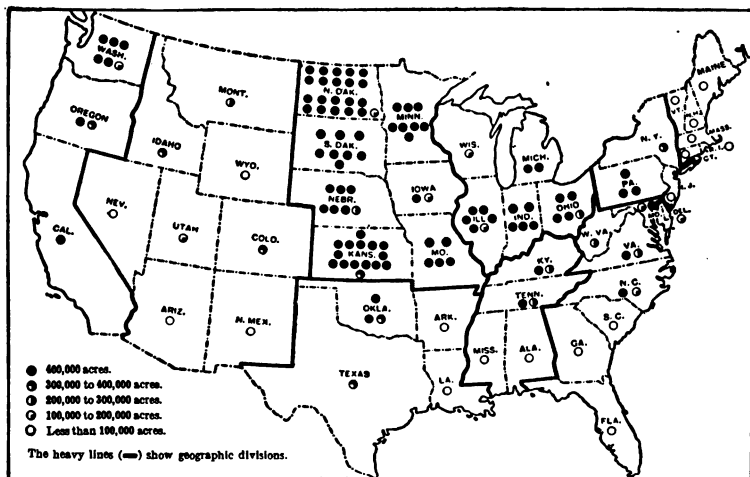 WASH.
MONT.
N. DAK.
MINN.
MAINE
VT.
N.H.
MASS.
R. I.
CT.
OREGON
IDAHO
S. DAK.
WIS.
MICH.
N. Y.
WYO.
NEBR.
IOWA
PA.
N. J.
NEV.
UTAH
COLO.
ILL.
IND.
OHIO
W. VA.
MD.
DEL.
CAL.
KANS.
MO.
KY.
VA.
ARIZ.
N. MEX.
OKLA.
ARK.
TENN.
N. C.
S. C.
TEXAS
LA.
MISS.
ALA.
GA.
FLA.
400,000 acres.
300,000 to 400,000 acres.
200,000 to 300,000 acres.
100,000 to 200,000 acres.
Less than 100,000 acres.
The heavy lines (▬) show geographic divisions.